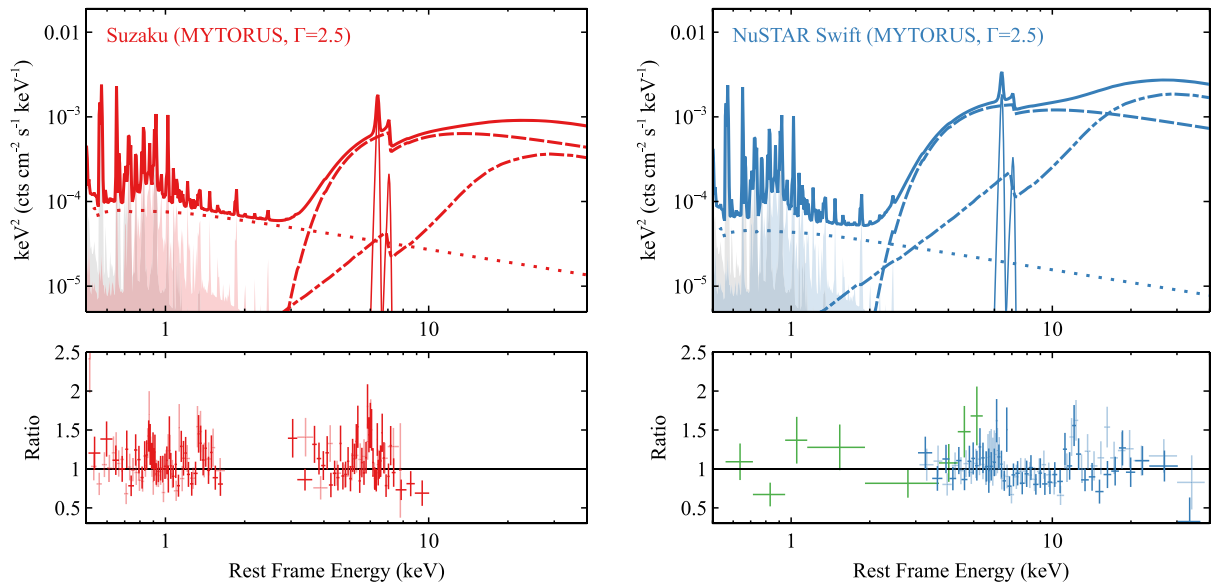 Suzaku (MYTORUS, Γ=2.5)
keV² (cts cm⁻² s⁻¹ keV⁻¹)
0.01
10⁻³
10⁻⁴
10⁻⁵
1 10
Ratio
2.5
2
1.5
1
0.5
1 10
Rest Frame Energy (keV)
NuSTAR Swift (MYTORUS, Γ=2.5)
keV² (cts cm⁻² s⁻¹ keV⁻¹)
0.01
10⁻³
10⁻⁴
10⁻⁵
1 10
Ratio
2.5
2
1.5
1
0.5
1 10
Rest Frame Energy (keV)